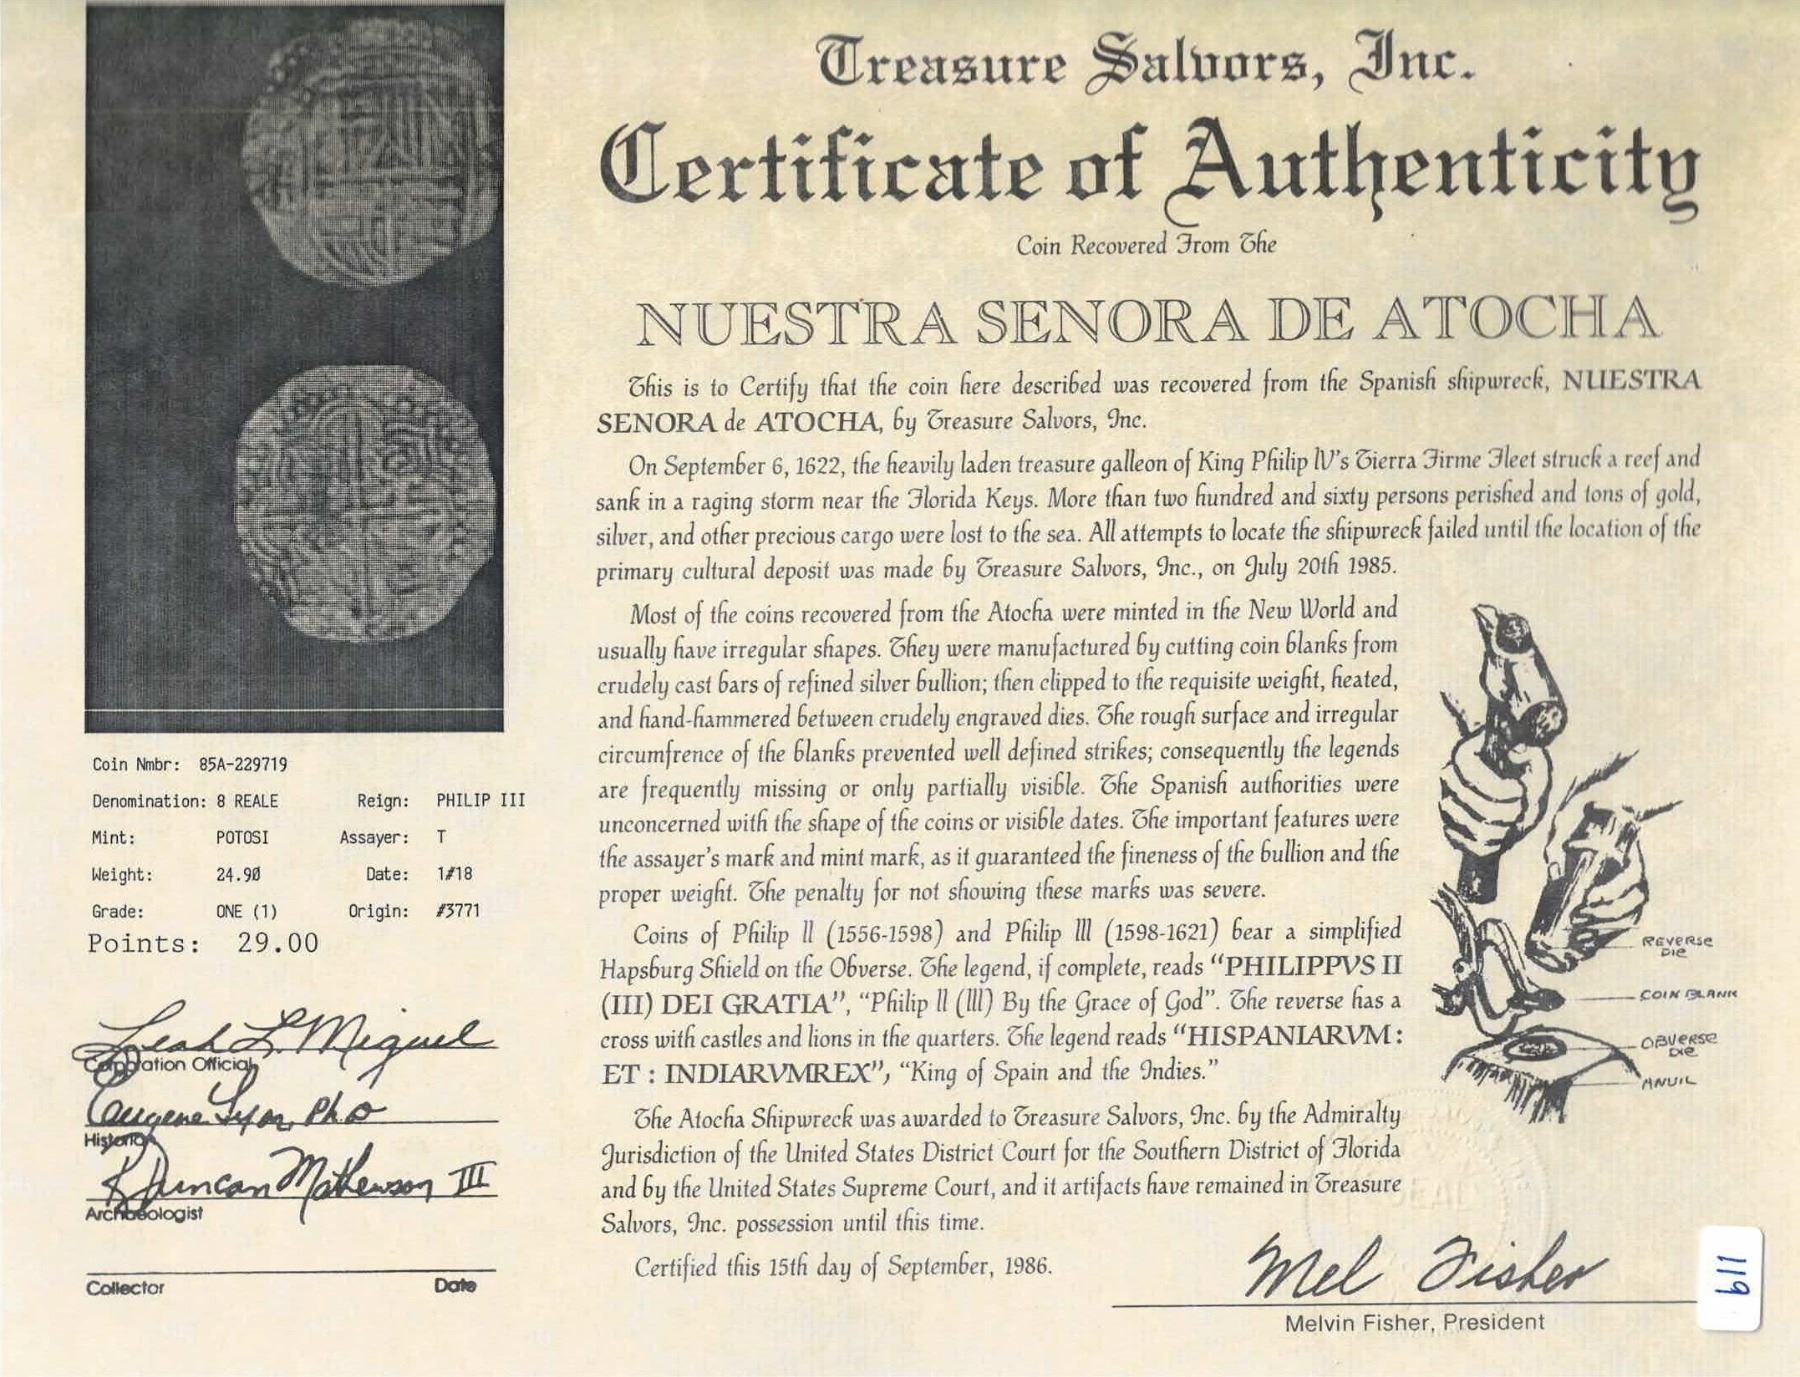 Treasure Salvors, Inc.
Certificate of Authenticity
Coin Recovered From The
NUESTRA SENORA DE ATOCHA
This is to Certify that the coin here described was recovered from the Spanish shipwreck, NUESTRA
SENORA de ATOCHA, by Treasure Salvors, Inc.
On September 6, 1622, the heavily laden treasure galleon of King Philip IV's Tierra Firme Fleet struck a reef and
sank in a raging storm near the Florida Keys. More than two hundred and sixty persons perished and tons of gold,
silver, and other precious cargo were lost to the sea. All attempts to locate the shipwreck failed until the location of the
primary cultural deposit was made by Treasure Salvors, Inc., on July 20th 1985.
Most of the coins recovered from the Atocha were minted in the New World and
usually have irregular shapes. They were manufactured by cutting coin blanks from
crudely cast bars of refined silver bullion; then clipped to the requisite weight, heated,
and hand-hammered between crudely engraved dies. The rough surface and irregular
circumfrence of the blanks prevented well defined strikes; consequently the legends
are frequently missing or only partially visible. The Spanish authorities were
unconcerned with the shape of the coins or visible dates. The important features were
the assayer's mark and mint mark, as it guaranteed the fineness of the bullion and the
proper weight. The penalty for not showing these marks was severe.
Coins of Philip II (1556-1598) and Philip III (1598-1621) bear a simplified
Hapsburg Shield on the Obverse. The legend, if complete, reads "PHILIPPVS II
(III) DEI GRATIA", "Philip II (III) By the Grace of God". The reverse has a
cross with castles and lions in the quarters. The legend reads "HISPANIARVM :
ET : INDIARVMREX", "King of Spain and the Indies."
The Atocha Shipwreck was awarded to Treasure Salvors, Inc. by the Admiralty
Jurisdiction of the United States District Court for the Southern District of Florida
and by the United States Supreme Court, and it artifacts have remained in Treasure
Salvors, Inc. possession until this time.
Certified this 15th day of September, 1986.
Mel Fisher
Melvin Fisher, President
REVERSE
DIE
COIN BLANK
OBVERSE
DIE
ANVIL
119
Coin Nmbr: 85A-229719
Denomination: 8 REALE Reign: PHILIP III
Mint: POTOSI Assayer: T
Weight: 24.90 Date: 1#18
Grade: ONE (1) Origin: #3771
Points: 29.00
Leah L. Miguel
Corporation Official
Eugene Lyon, Ph.D
Historian
R Duncan Mathewson III
Archaeologist
Collector Date